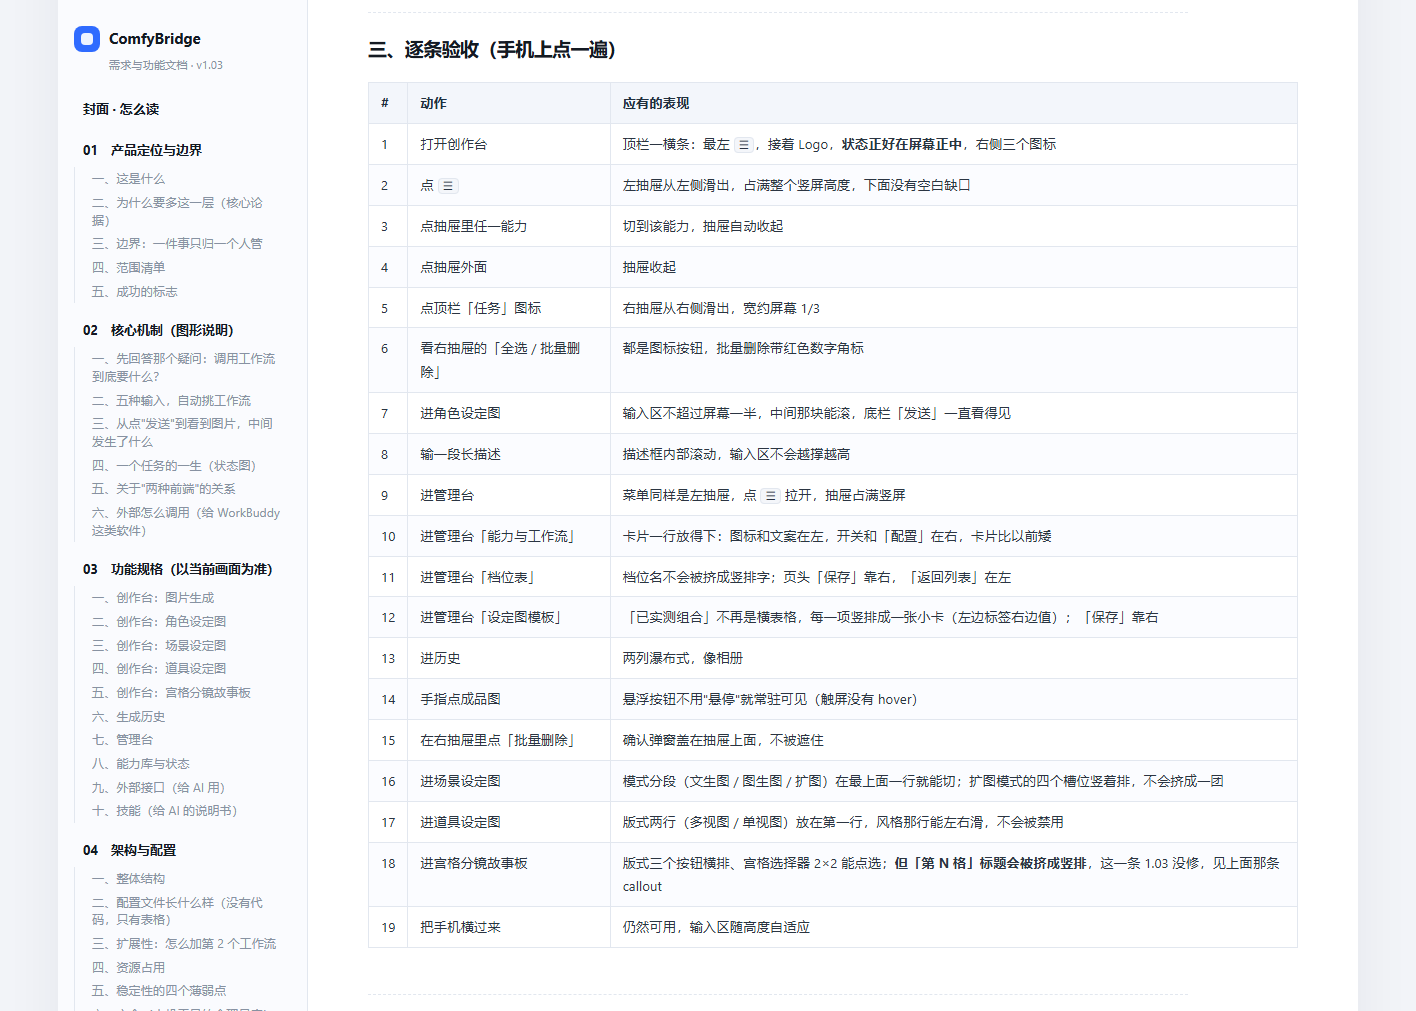 ComfyBridge
需求与功能文档 · v1.03
封面 · 怎么读
01 产品定位与边界
一、这是什么
二、为什么要多这一层（核心论
据）
三、边界：一件事只归一个人管
四、范围清单
五、成功的标志
02 核心机制（图形说明）
一、先回答那个疑问：调用工作流
到底要什么？
二、五种输入，自动挑工作流
三、从点"发送"到看到图片，中间
发生了什么
四、一个任务的一生（状态图）
五、关于"两种前端"的关系
六、外部怎么调用（给 WorkBuddy
这类软件）
03 功能规格（以当前画面为准）
一、创作台：图片生成
二、创作台：角色设定图
三、创作台：场景设定图
四、创作台：道具设定图
五、创作台：宫格分镜故事板
六、生成历史
七、管理台
八、能力库与状态
九、外部接口（给 AI 用）
十、技能（给 AI 的说明书）
04 架构与配置
一、整体结构
二、配置文件长什么样（没有代
码，只有表格）
三、扩展性：怎么加第 2 个工作流
四、资源占用
五、稳定性的四个薄弱点
三、逐条验收（手机上点一遍）
# 动作 应有的表现
1 打开创作台 顶栏一横条：最左 ☰，接着 Logo，状态正好在屏幕正中，右侧三个图标
2 点 ☰ 左抽屉从左侧滑出，占满整个竖屏高度，下面没有空白缺口
3 点抽屉里任一能力 切到该能力，抽屉自动收起
4 点抽屉外面 抽屉收起
5 点顶栏「任务」图标 右抽屉从右侧滑出，宽约屏幕 1/3
6 看右抽屉的「全选 / 批量删 都是图标按钮，批量删除带红色数字角标
除」
7 进角色设定图 输入区不超过屏幕一半，中间那块能滚，底栏「发送」一直看得见
8 输一段长描述 描述框内部滚动，输入区不会越撑越高
9 进管理台 菜单同样是左抽屉，点 ☰ 拉开，抽屉占满竖屏
10 进管理台「能力与工作流」 卡片一行放得下：图标和文案在左，开关和「配置」在右，卡片比以前矮
11 进管理台「档位表」 档位名不会被挤成竖排字；页头「保存」靠右，「返回列表」在左
12 进管理台「设定图模板」 「已实测组合」不再是横表格，每一项竖排成一张小卡（左边标签右边值）；「保存」靠右
13 进历史 两列瀑布式，像相册
14 手指点成品图 悬浮按钮不用"悬停"就常驻可见（触屏没有 hover）
15 在右抽屉里点「批量删除」 确认弹窗盖在抽屉上面，不被遮住
16 进场景设定图 模式分段（文生图 / 图生图 / 扩图）在最上面一行就能切；扩图模式的四个槽位竖着排，不会挤成一团
17 进道具设定图 版式两行（多视图 / 单视图）放在第一行，风格那行能左右滑，不会被禁用
18 进宫格分镜故事板 版式三个按钮横排、宫格选择器 2×2 能点选；但「第 N 格」标题会被挤成竖排，这一条 1.03 没修，见上面那条
callout
19 把手机横过来 仍然可用，输入区随高度自适应